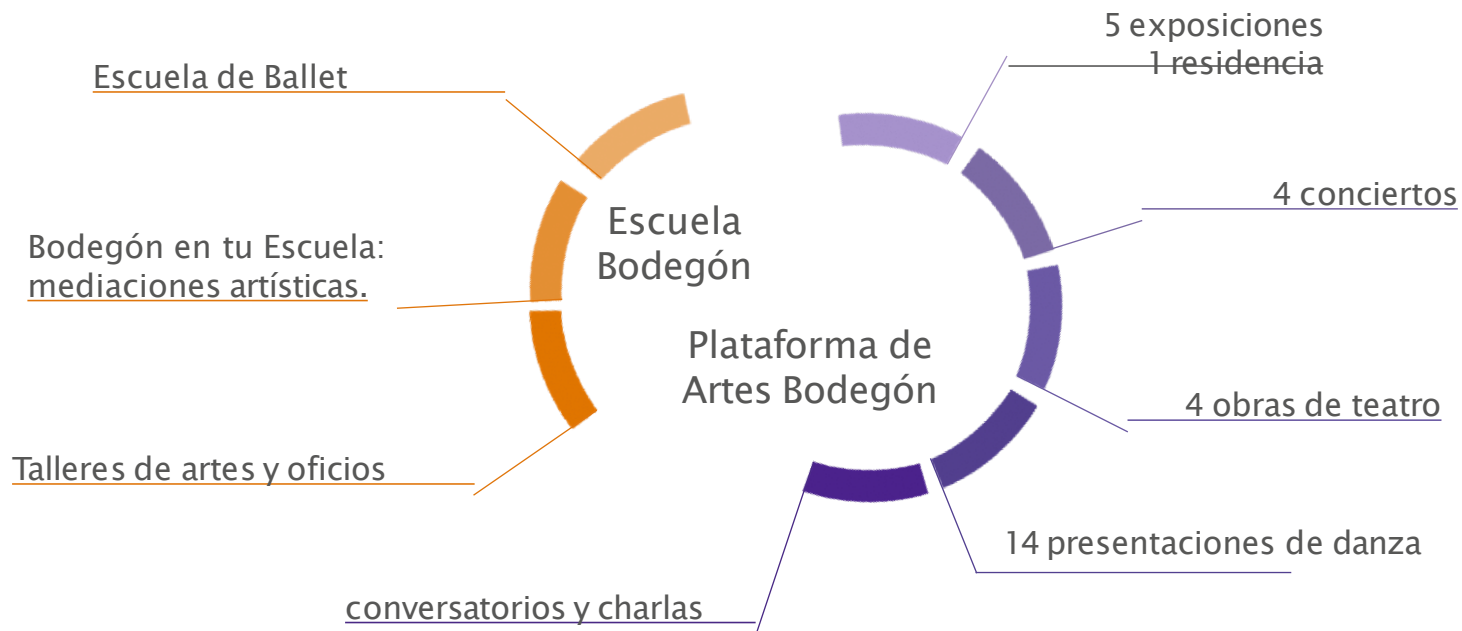 5 exposiciones
1 residencia
Escuela de Ballet
4 conciertos
Escuela
Bodegón
Bodegón en tu Escuela:
mediaciones artísticas.
Plataforma de
Artes Bodegón
4 obras de teatro
Talleres de artes y oficios
14 presentaciones de danza
conversatorios y charlas